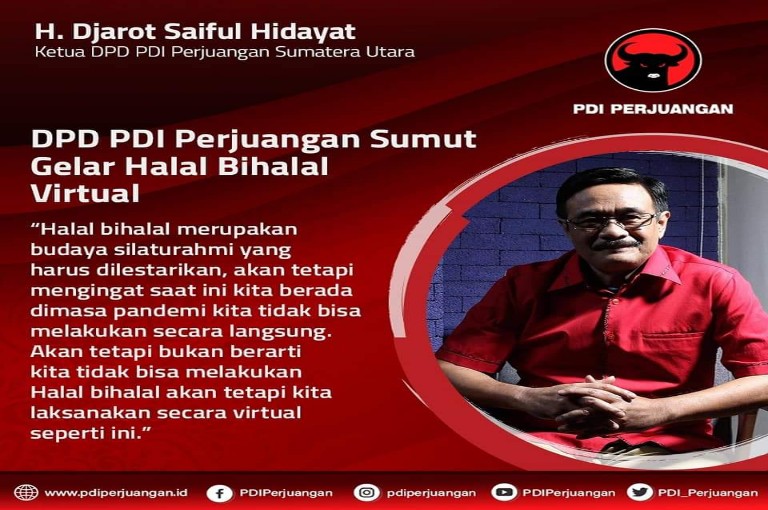 H. Djarot Saiful Hidayat
Ketua DPD PDI Perjuangan Sumatera Utara
PDI PERJUANGAN
DPD PDI Perjuangan Sumut
Gelar Halal Bihalal
Virtual
“Halal bihalal merupakan
budaya silaturahmi yang
harus dilestarikan, akan tetapi
mengingat saat ini kita berada
dimasa pandemi kita tidak bisa
melakukan secara langsung.
Akan tetapi bukan berarti
kita tidak bisa melakukan
Halal bihalal akan tetapi kita
laksanakan secara virtual
seperti ini.”
www.pdiperjuangan.id PDIPerjuangan pdiperjuangan PDIPerjuangan PDI_Perjuangan